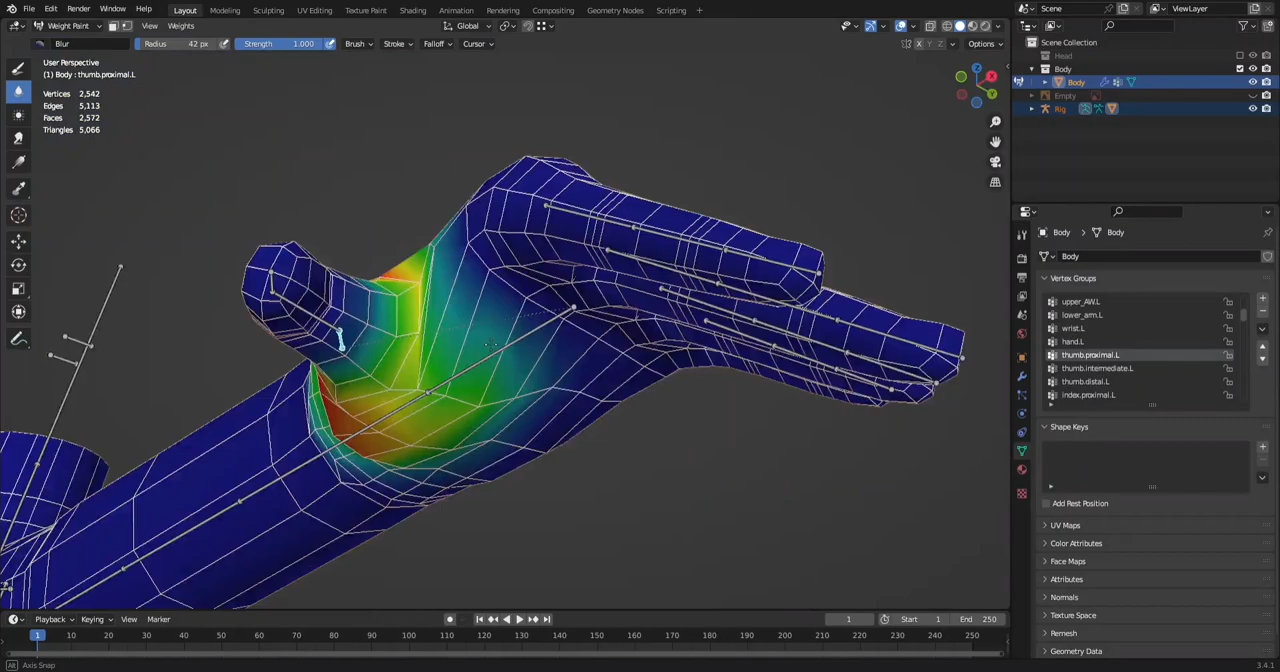 File Edit Render Window Help Layout Modeling Sculpting UV Editing Texture Paint Shading Animation Rendering Compositing Geometry Nodes Scripting + Scene ViewLayer
Weight Paint View Weights Global
Blur Radius 42 px Strength 1.000 Brush Stroke Falloff Cursor X Y Z Options
User Perspective
(1) Body : thumb.proximal.L
Vertices 2,542
Edges 5,113
Faces 2,572
Triangles 5,066
Z
X
Y
Scene Collection
Head
Body
Body
Empty
Rig
Body > Body
Body
Vertex Groups
upper_AW.L
lower_arm.L
wrist.L
hand.L
thumb.proximal.L
thumb.intermediate.L
thumb.distal.L
index.proximal.L
Shape Keys
Add Rest Position
UV Maps
Color Attributes
Face Maps
Attributes
Normals
Texture Space
Remesh
Geometry Data
Playback Keying View Marker 1 Start 1 End 250
1 10 20 30 40 50 60 70 80 90 100 110 120 130 140 150 160 170 180 190 200 210 220 230 240 250
Alt Axis Snap 3.4.1